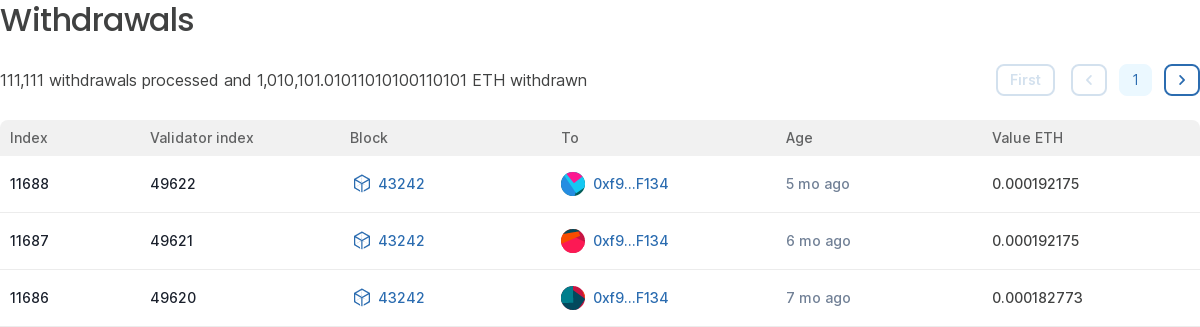 Withdrawals
111,111 withdrawals processed and 1,010,101.01011010100110101 ETH withdrawn First 1
Index Validator index Block To Age Value ETH
11688 49622 43242 0xf9...F134 5 mo ago 0.000192175
11687 49621 43242 0xf9...F134 6 mo ago 0.000192175
11686 49620 43242 0xf9...F134 7 mo ago 0.000182773